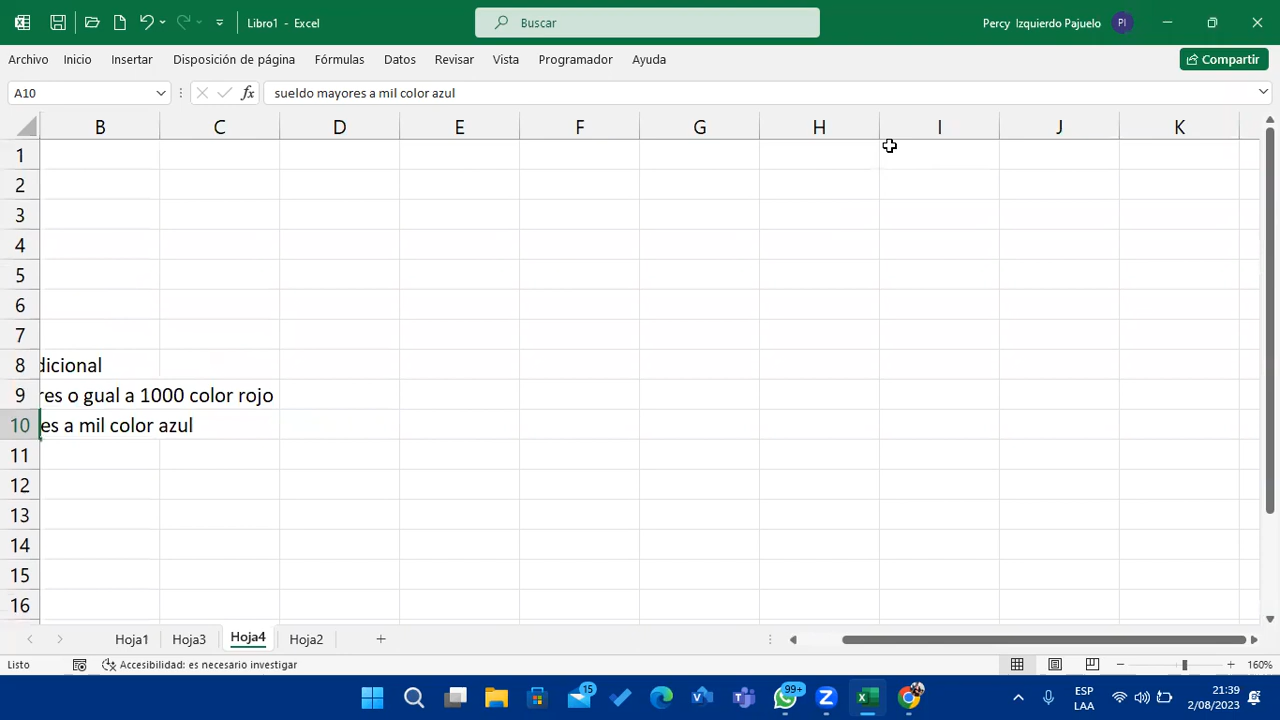 Libro1 - Excel
Buscar
Percy Izquierdo Pajuelo
PI
Archivo
Inicio
Insertar
Disposición de página
Fórmulas
Datos
Revisar
Vista
Programador
Ayuda
Compartir
A10
fx
sueldo mayores a mil color azul
B C D E F G H I J K
1
2
3
4
5
6
7
8 dicional
9 res o gual a 1000 color rojo
10 es a mil color azul
11
12
13
14
15
16
Hoja1
Hoja3
Hoja4
Hoja2
Listo
Accesibilidad: es necesario investigar
160%
15
99+
ESP
LAA
21:39
2/08/2023